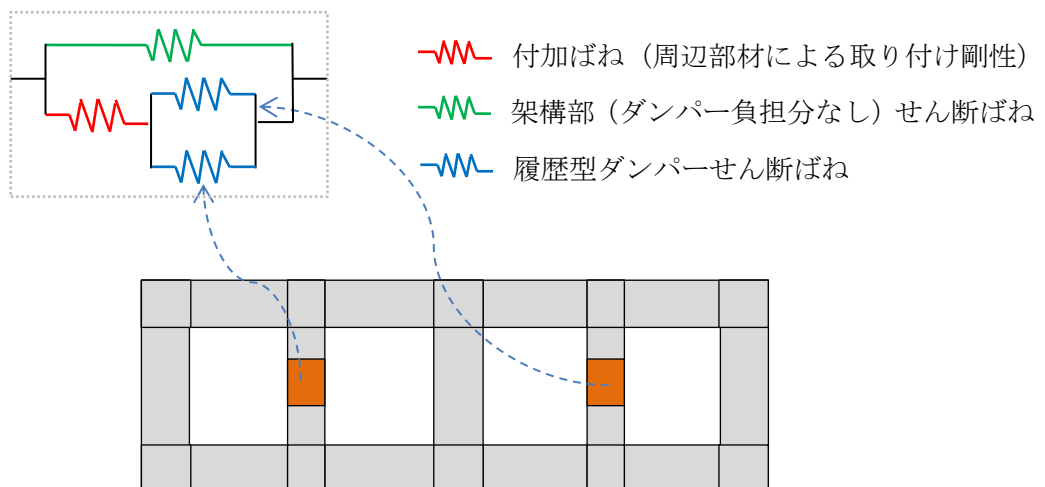 付加ばね（周辺部材による取り付け剛性）
架構部（ダンパー負担分なし）せん断ばね
履歴型ダンパーせん断ばね